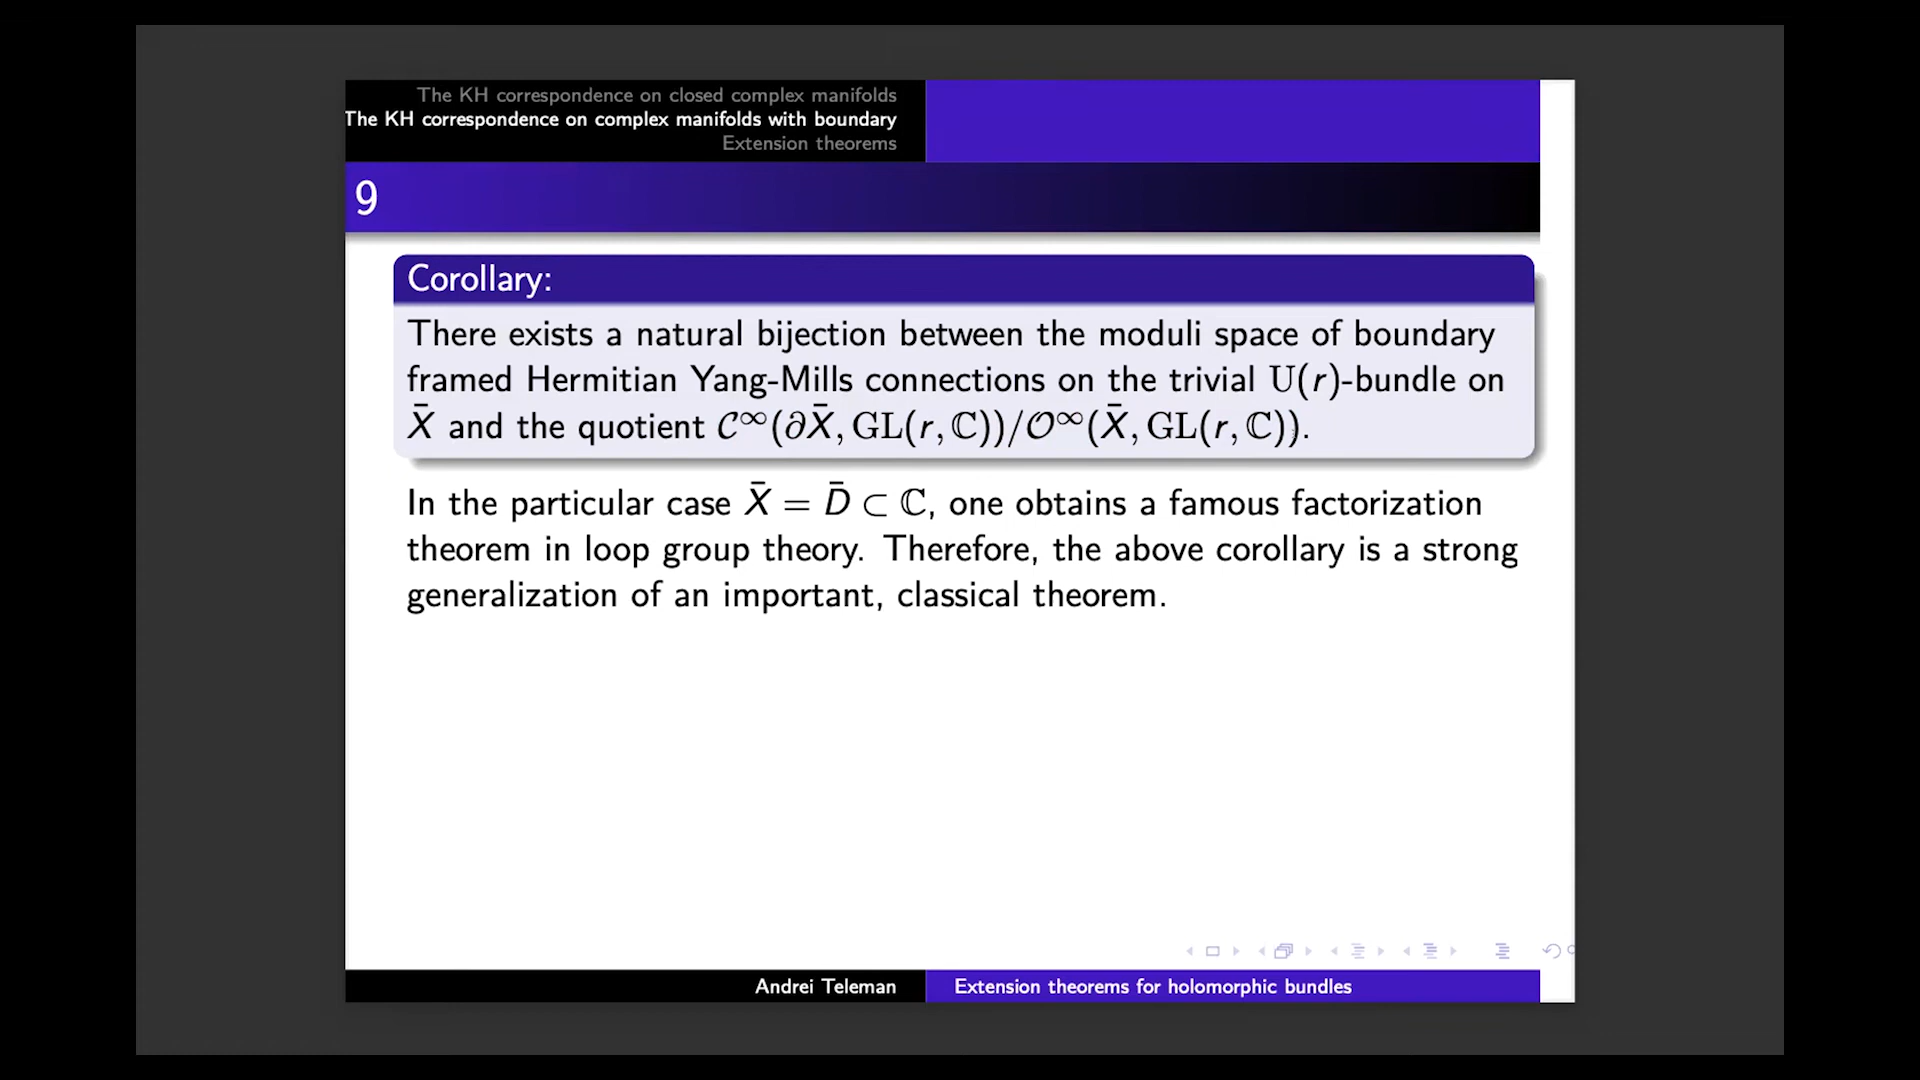 The KH correspondence on closed complex manifolds
The KH correspondence on complex manifolds with boundary
Extension theorems
9
Corollary:
There exists a natural bijection between the moduli space of boundary
framed Hermitian Yang-Mills connections on the trivial U(r)-bundle on
X̄ and the quotient 𝒞^∞(∂X̄, GL(r, ℂ))/𝒪^∞(X̄, GL(r, ℂ)).
In the particular case X̄ = D̄ ⊂ ℂ, one obtains a famous factorization
theorem in loop group theory. Therefore, the above corollary is a strong
generalization of an important, classical theorem.
Andrei Teleman
Extension theorems for holomorphic bundles